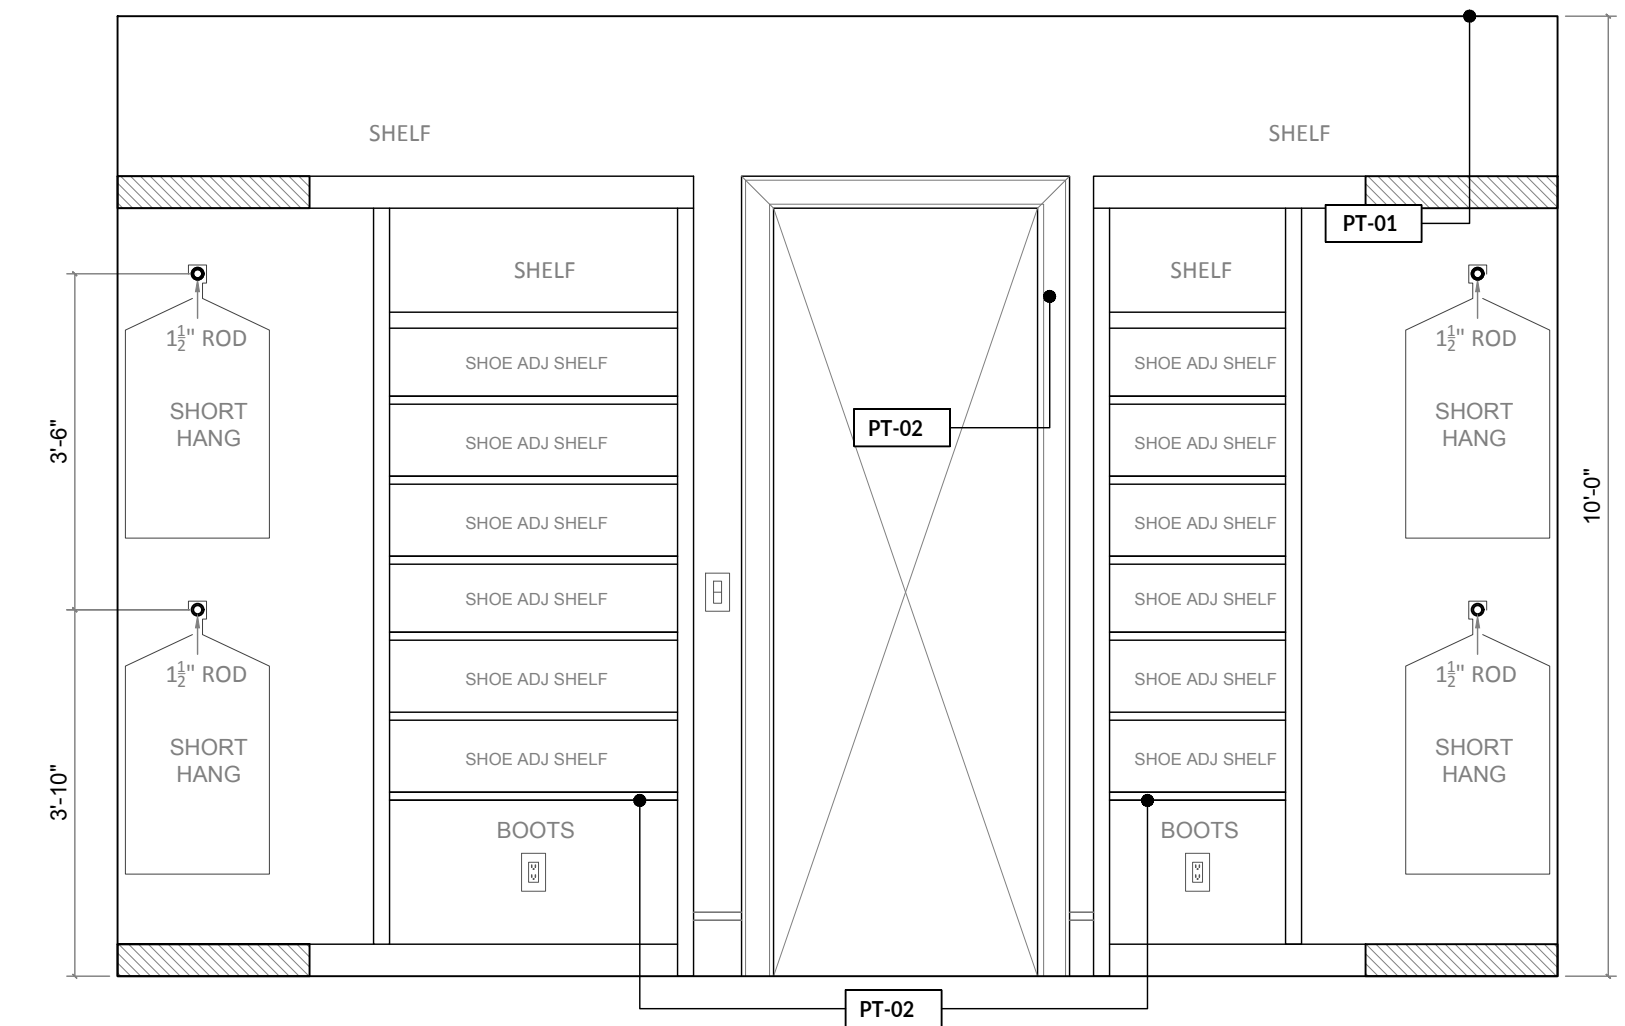 SHELF SHELF
PT-01
SHELF SHELF
1½" ROD 1½" ROD
SHOE ADJ SHELF SHOE ADJ SHELF
SHORT
HANG
SHORT
HANG
PT-02
3'-6"
SHOE ADJ SHELF SHOE ADJ SHELF
10'-0"
SHOE ADJ SHELF SHOE ADJ SHELF
SHOE ADJ SHELF SHOE ADJ SHELF
1½" ROD 1½" ROD
SHOE ADJ SHELF SHOE ADJ SHELF
SHORT
HANG
SHORT
HANG
SHOE ADJ SHELF SHOE ADJ SHELF
3'-10"
BOOTS BOOTS
PT-02